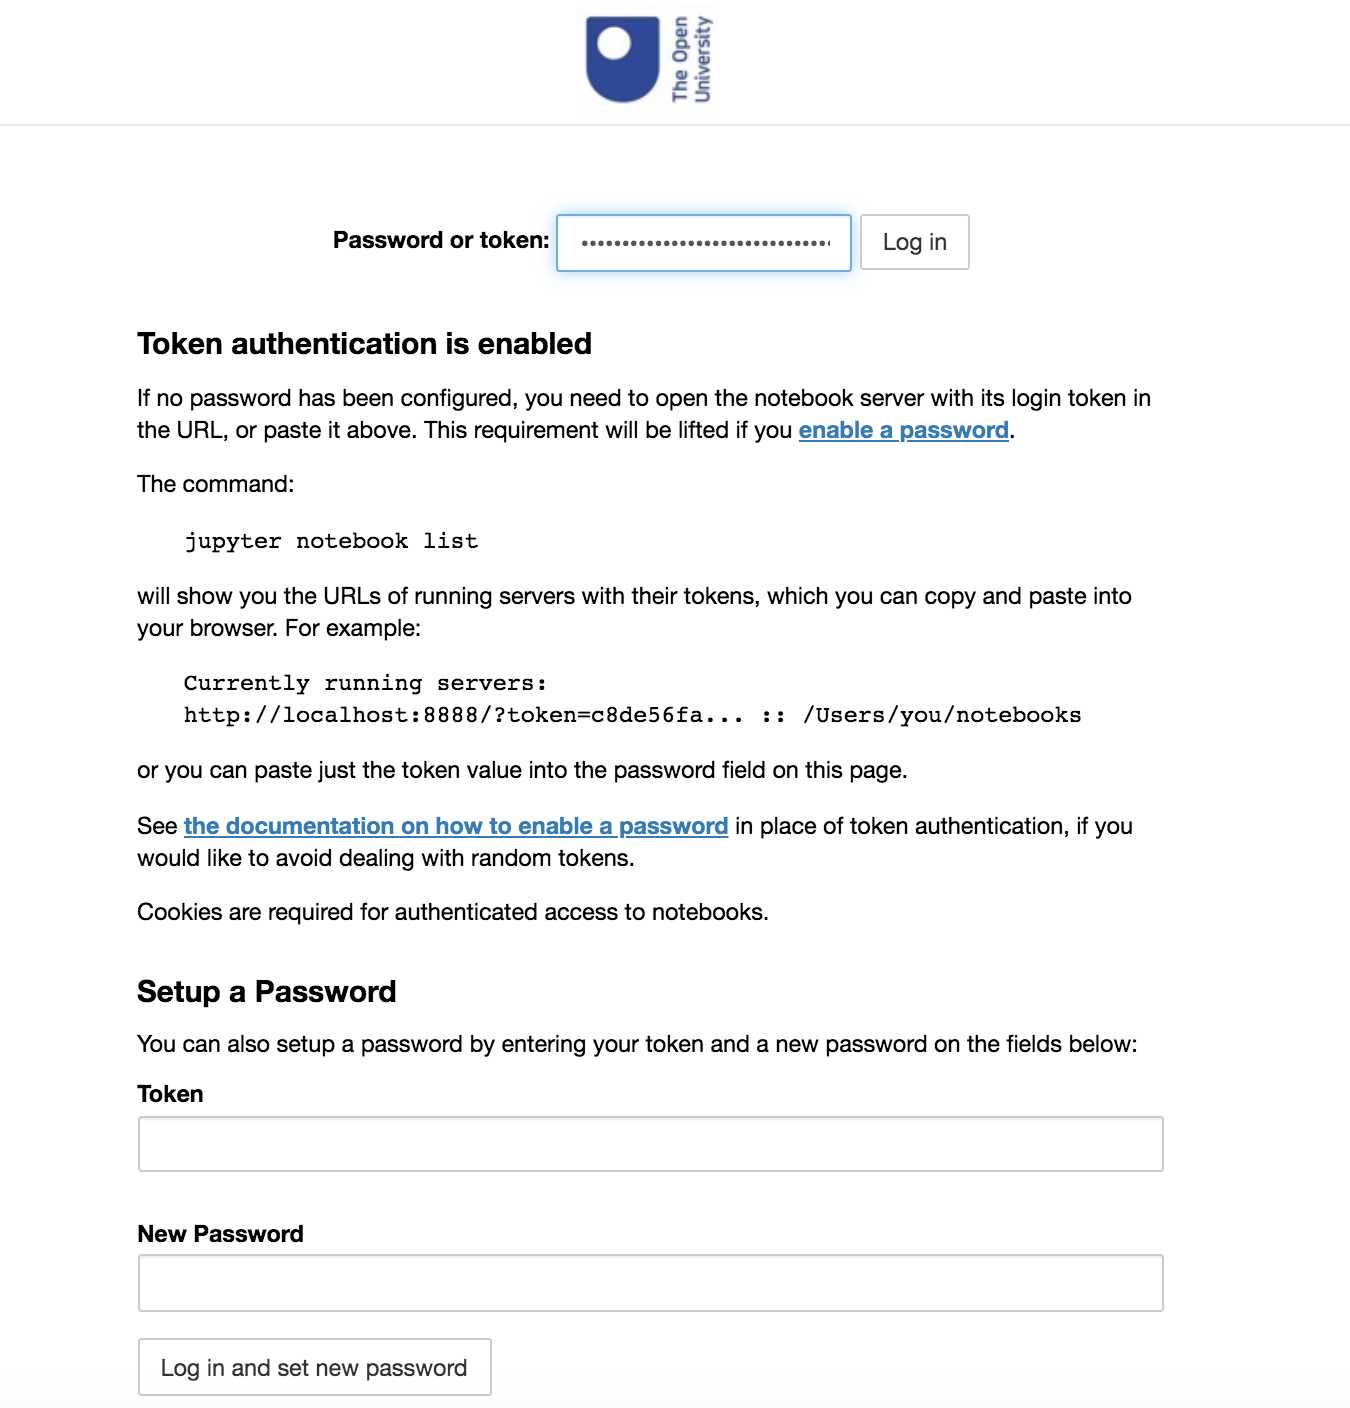 The Open
University
Password or token:
Log in
Token authentication is enabled
If no password has been configured, you need to open the notebook server with its login token in
the URL, or paste it above. This requirement will be lifted if you enable a password.
The command:
jupyter notebook list
will show you the URLs of running servers with their tokens, which you can copy and paste into
your browser. For example:
Currently running servers:
http://localhost:8888/?token=c8de56fa... :: /Users/you/notebooks
or you can paste just the token value into the password field on this page.
See the documentation on how to enable a password in place of token authentication, if you
would like to avoid dealing with random tokens.
Cookies are required for authenticated access to notebooks.
Setup a Password
You can also setup a password by entering your token and a new password on the fields below:
Token
New Password
Log in and set new password